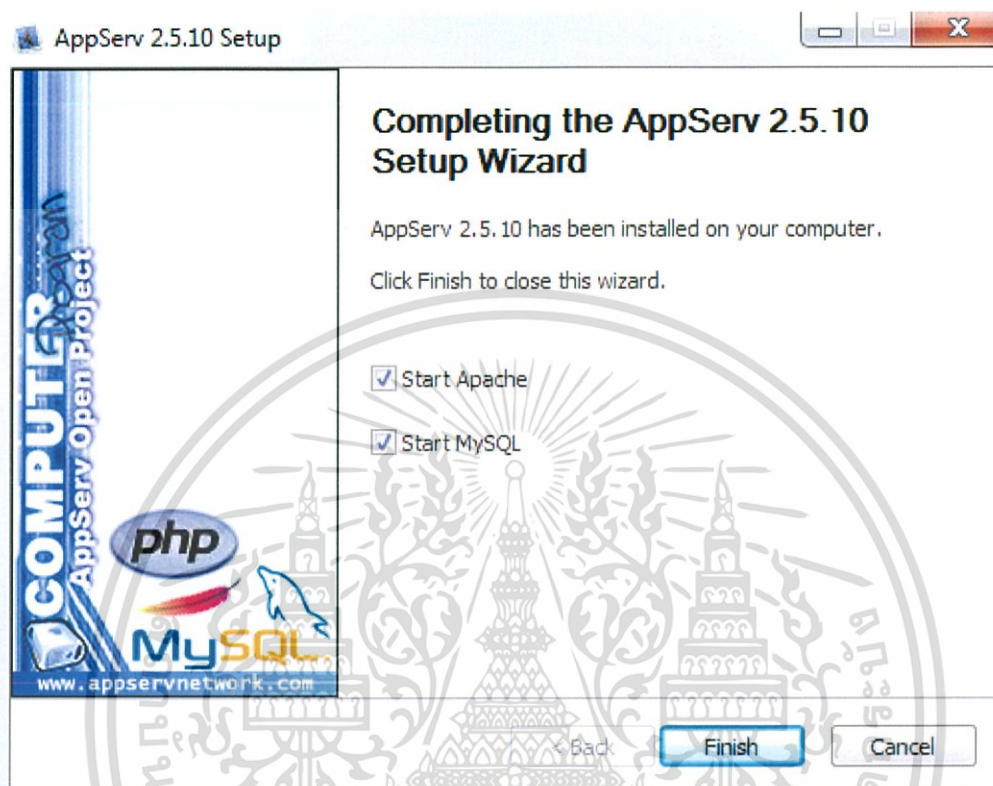 AppServ 2.5.10 Setup
Completing the AppServ 2.5.10
Setup Wizard
AppServ 2.5.10 has been installed on your computer.
Click Finish to close this wizard.
Start Apache
Start MySQL
COMPUTER
Program
AppServ Open Project
php
MySQL
www.appservnetwork.com
< Back
Finish
Cancel